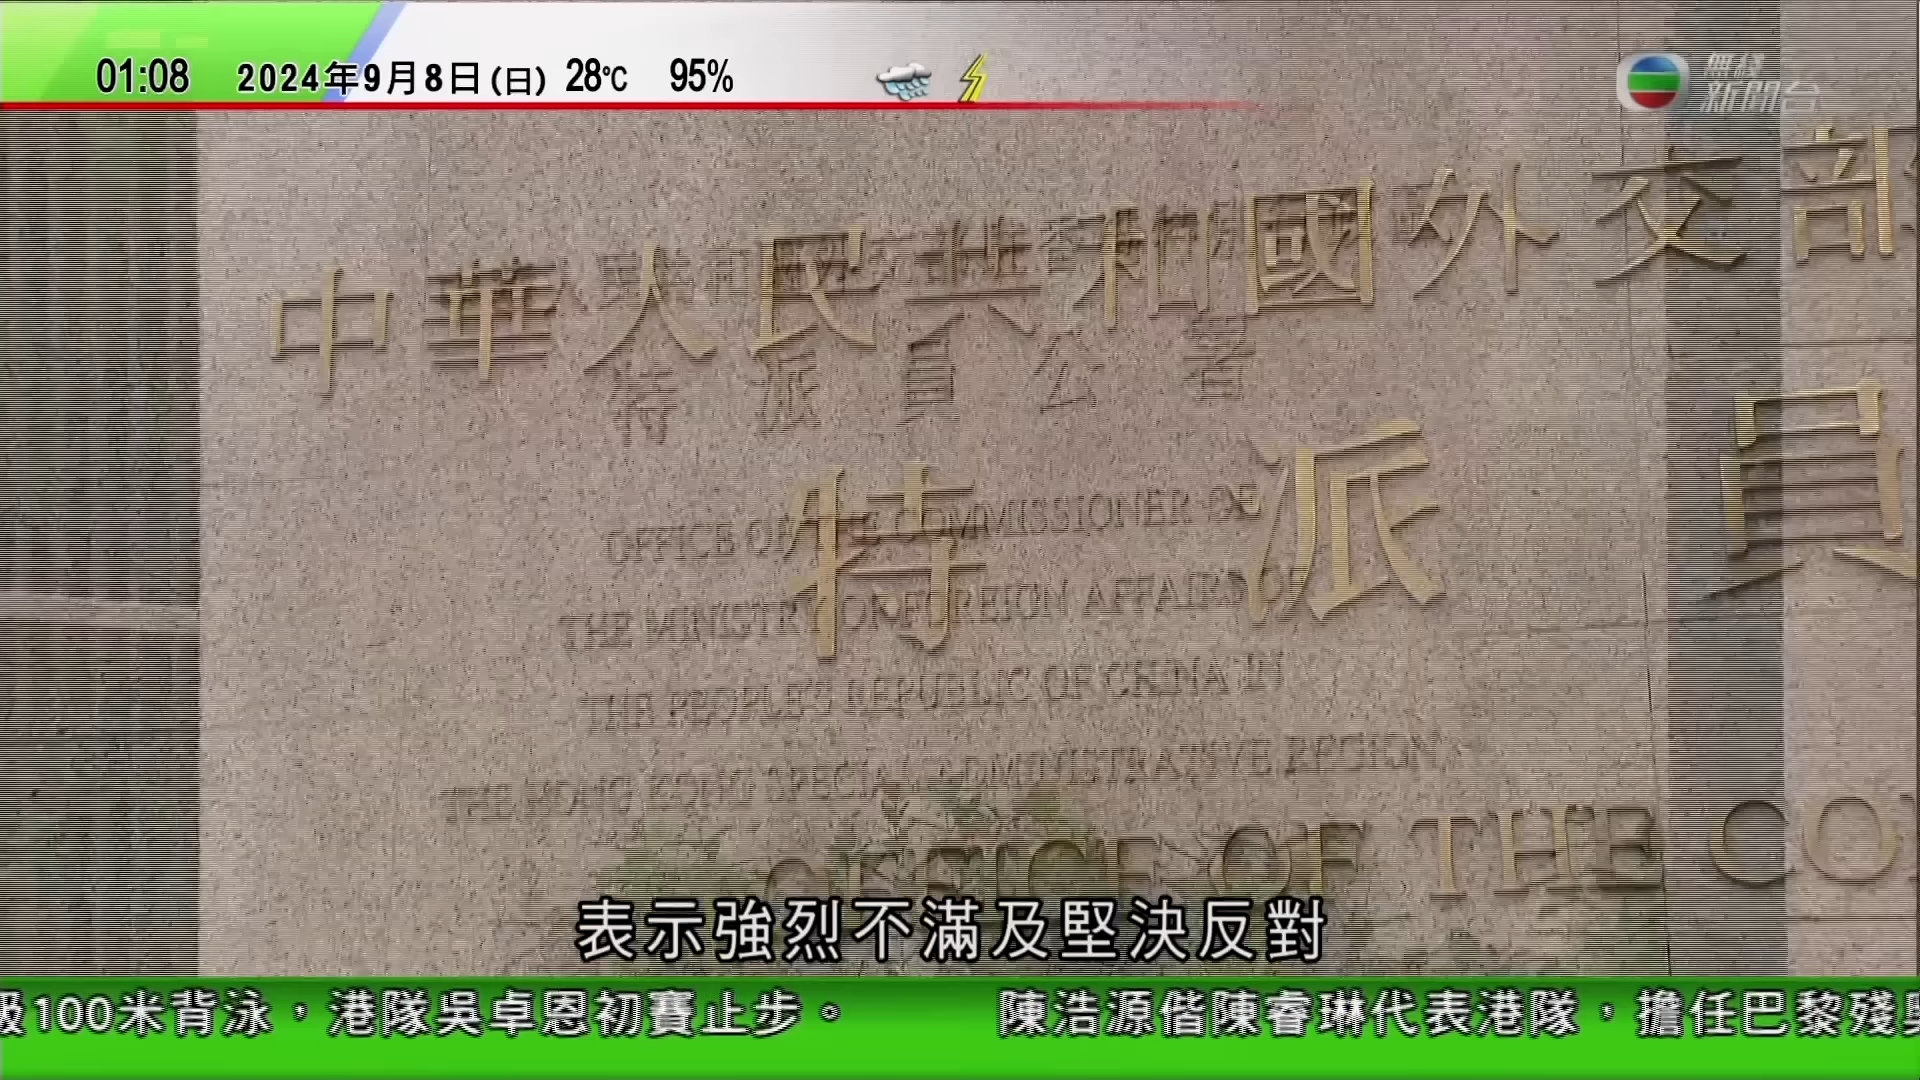 01:08 2024年9月8日(日) 28℃ 95%
無綫
新聞台
中華人民共和國外交部
特派員
特派員公署
OFFICE OF THE COMMISSIONER OF
THE MINISTRY OF FOREIGN AFFAIRS OF
THE PEOPLE'S REPUBLIC OF CHINA IN
THE HONG KONG SPECIAL ADMINISTRATIVE REGION
OFFICE OF THE CO
表示強烈不滿及堅決反對
級100米背泳，港隊吳卓恩初賽止步。 陳浩源偕陳睿琳代表港隊，擔任巴黎殘奧